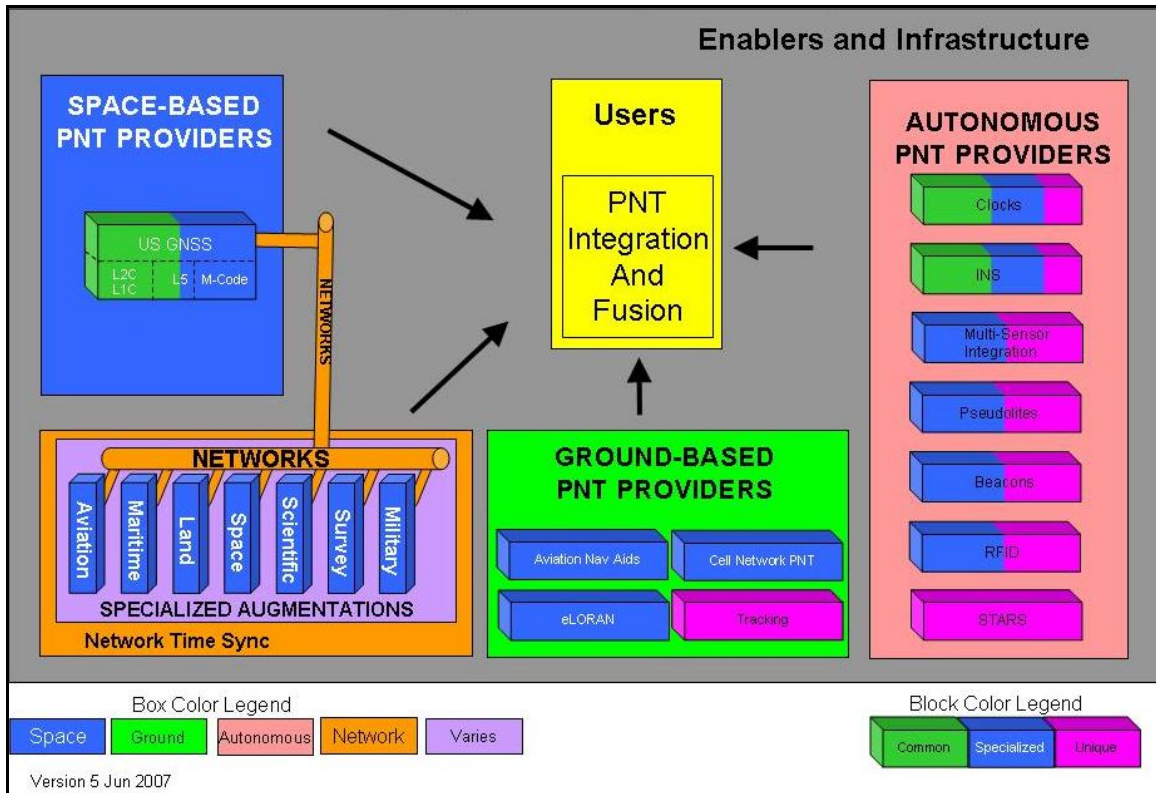 Enablers and Infrastructure
SPACE-BASED
PNT PROVIDERS
US GNSS
L2C
L1C
L5
M-Code
NETWORKS
Users
PNT
Integration
And
Fusion
AUTONOMOUS
PNT PROVIDERS
Clocks
INS
Multi-Sensor
Integration
Pseudolites
Beacons
RFID
STARS
NETWORKS
Aviation
Maritime
Land
Space
Scientific
Survey
Military
SPECIALIZED AUGMENTATIONS
Network Time Sync
GROUND-BASED
PNT PROVIDERS
Aviation Nav Aids
Cell Network PNT
eLORAN
Tracking
Box Color Legend
Space
Ground
Autonomous
Network
Varies
Block Color Legend
Common
Specialized
Unique
Version 5 Jun 2007